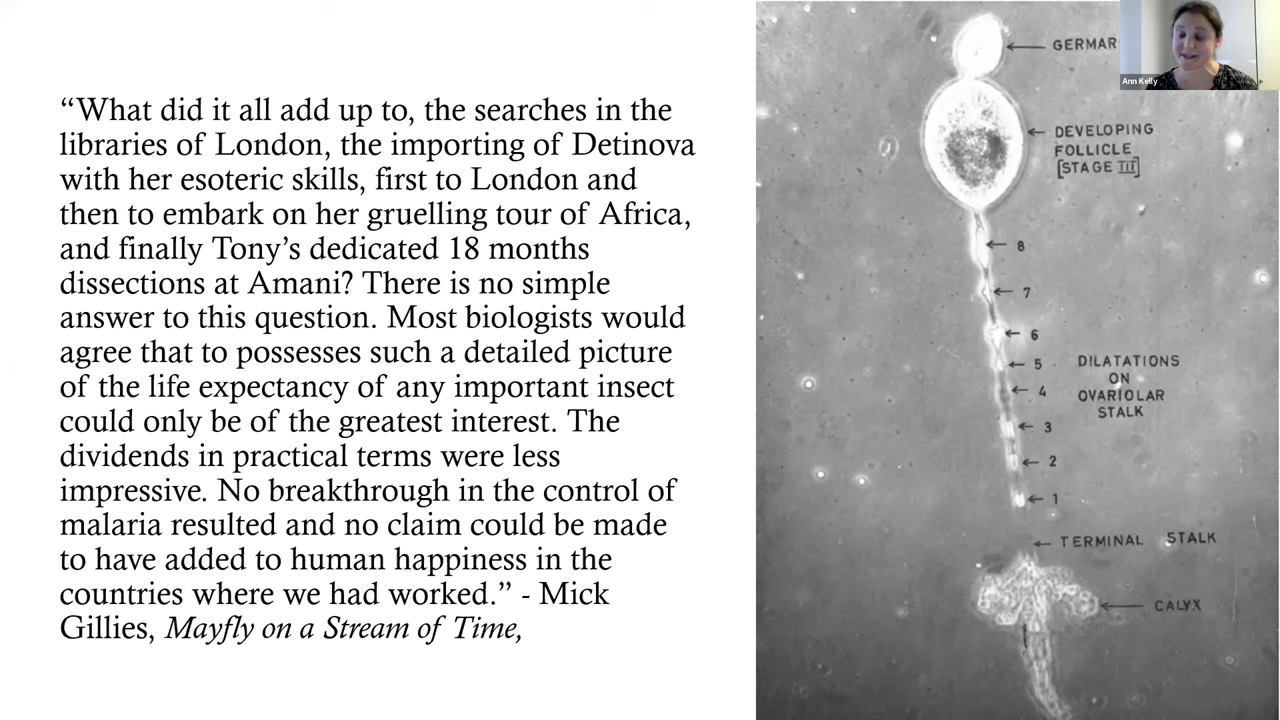 “What did it all add up to, the searches in the
libraries of London, the importing of Detinova
with her esoteric skills, first to London and
then to embark on her gruelling tour of Africa,
and finally Tony’s dedicated 18 months
dissections at Amani? There is no simple
answer to this question. Most biologists would
agree that to possesses such a detailed picture
of the life expectancy of any important insect
could only be of the greatest interest. The
dividends in practical terms were less
impressive. No breakthrough in the control of
malaria resulted and no claim could be made
to have added to human happiness in the
countries where we had worked.” - Mick
Gillies, Mayfly on a Stream of Time,
GERMAR
DEVELOPING
FOLLICLE
[STAGE III]
8
7
6
5
4
3
2
1
DILATATIONS
ON
OVARIOLAR
STALK
TERMINAL STALK
CALYX
Ann Kelly